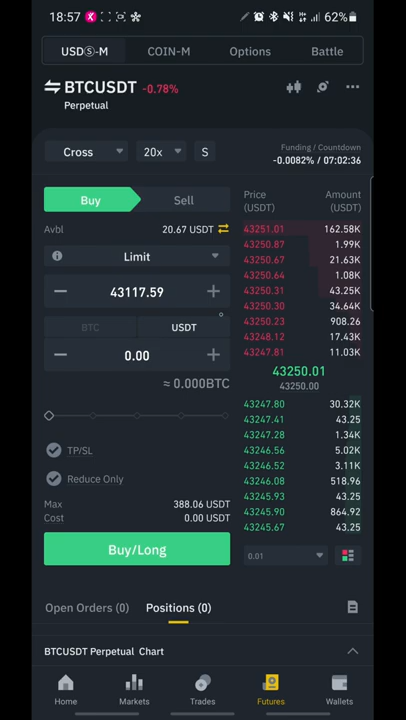 18:57 62%
USDⓈ-M COIN-M Options Battle
BTCUSDT -0.78%
Perpetual
Cross 20x S
Funding / Countdown
-0.0082% / 07:02:36
Buy Sell
Avbl 20.67 USDT
Limit
43117.59
BTC USDT
0.00
≈ 0.000BTC
TP/SL
Reduce Only
Max 388.06 USDT
Cost 0.00 USDT
Buy/Long
Price Amount
(USDT) (USDT)
43251.01 162.58K
43250.87 1.99K
43250.67 21.63K
43250.64 1.08K
43250.31 43.25K
43250.30 34.64K
43250.23 908.26
43248.12 17.43K
43247.81 11.03K
43250.01
43250.00
43247.80 30.32K
43247.41 43.25
43247.28 1.34K
43246.56 5.02K
43246.52 3.11K
43246.08 518.96
43245.93 43.25
43245.90 864.92
43245.67 43.25
0.01
Open Orders (0) Positions (0)
BTCUSDT Perpetual Chart
Home Markets Trades Futures Wallets